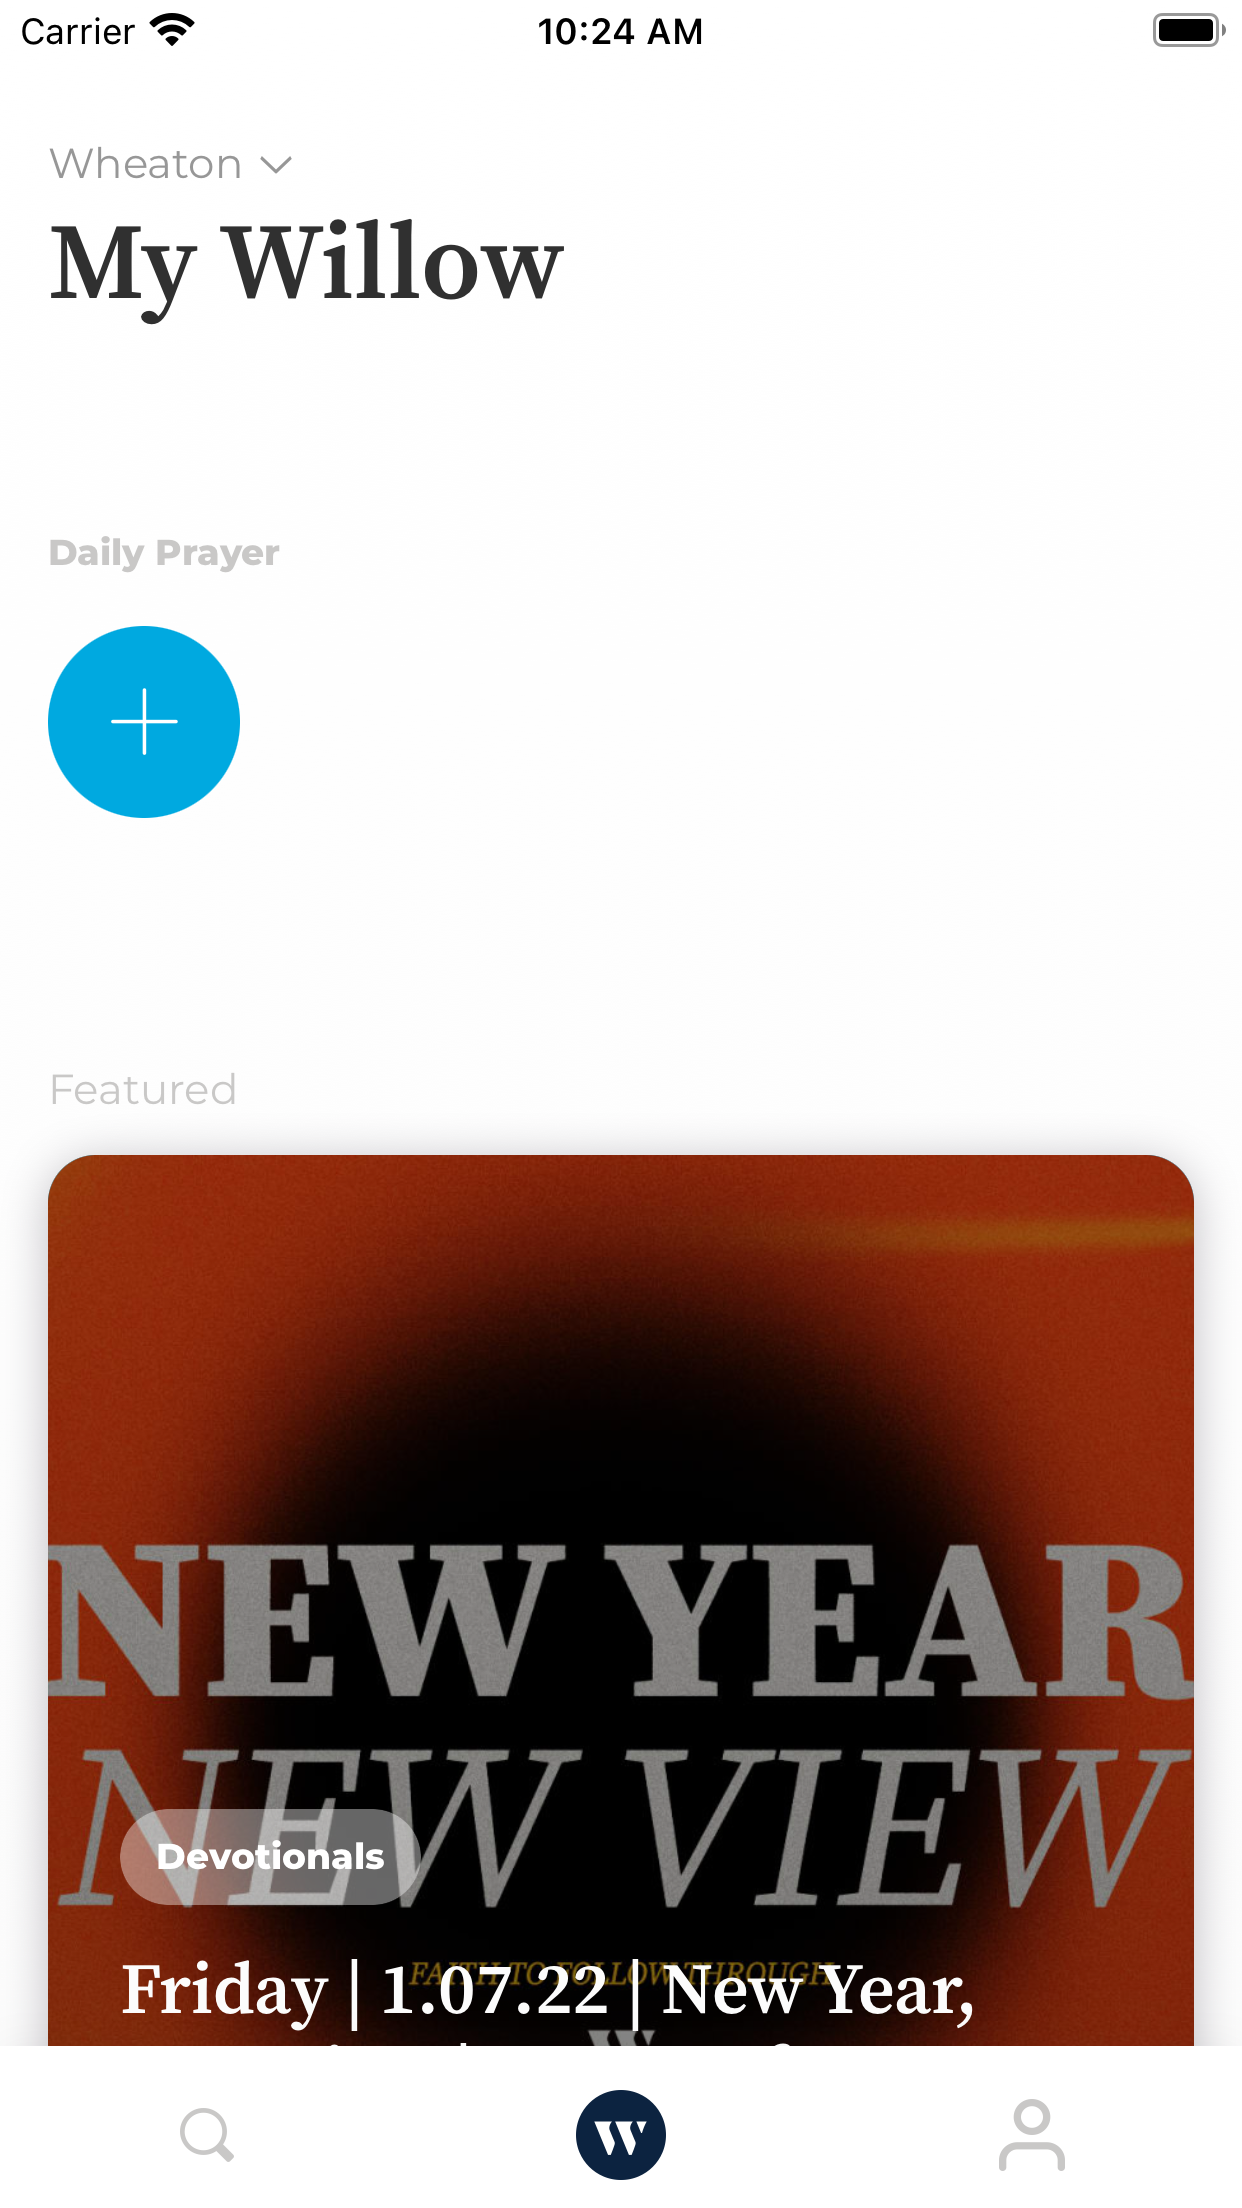 Carrier
10:24 AM
Wheaton
My Willow
Daily Prayer
Featured
NEW YEAR
NEW VIEW
Devotionals
FAITH TO FOLLOW THROUGH
Friday | 1.07.22 | New Year,
W